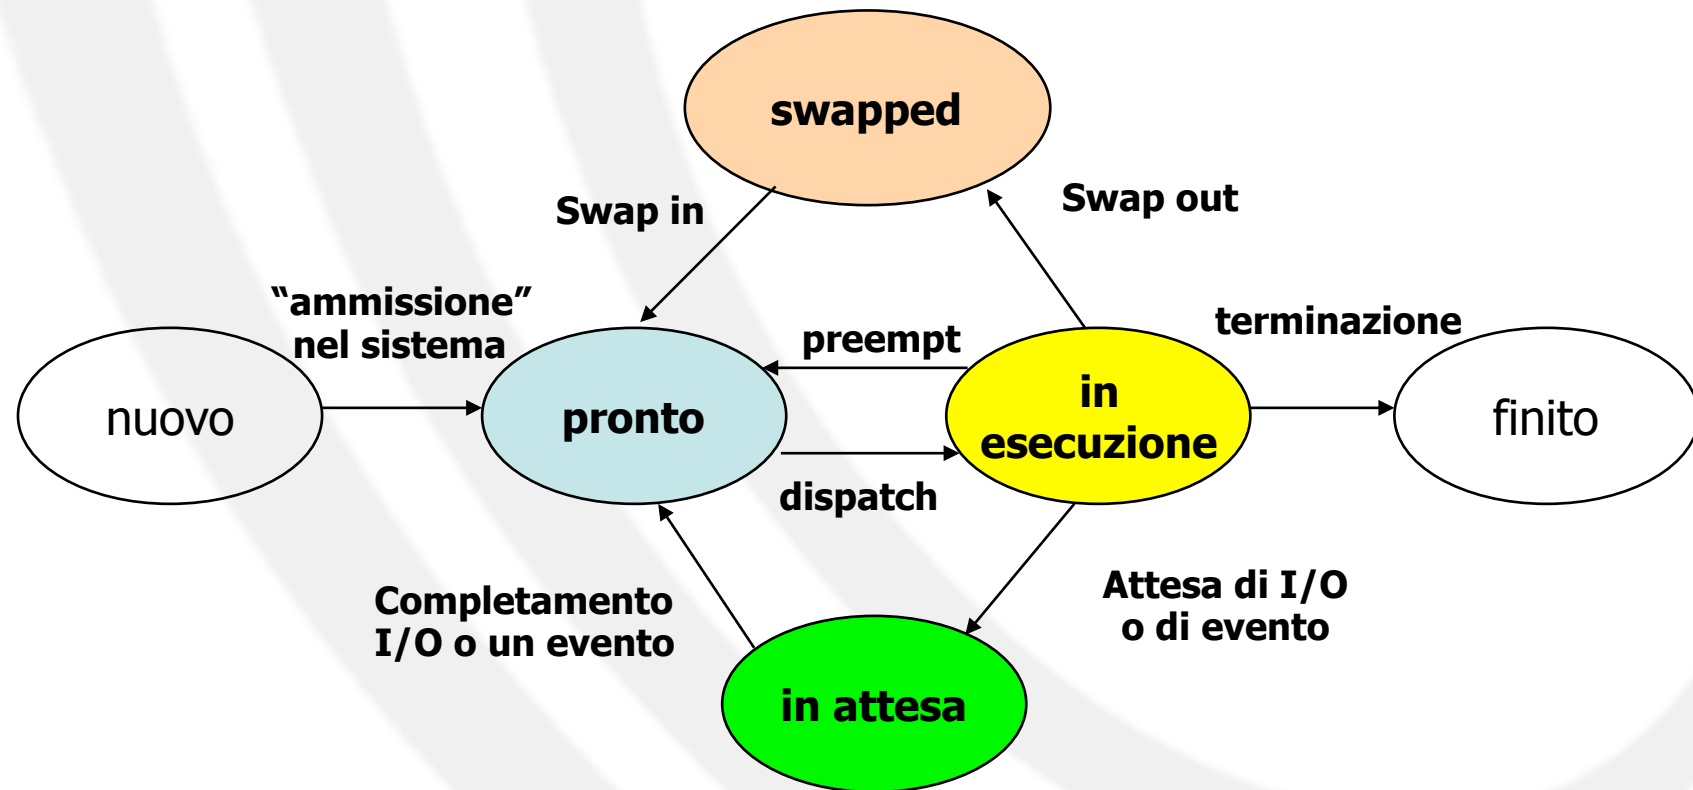 swapped
Swap in
Swap out
“ammissione”
nel sistema
preempt
terminazione
nuovo
pronto
in
esecuzione
finito
dispatch
Completamento
I/O o un evento
Attesa di I/O
o di evento
in attesa